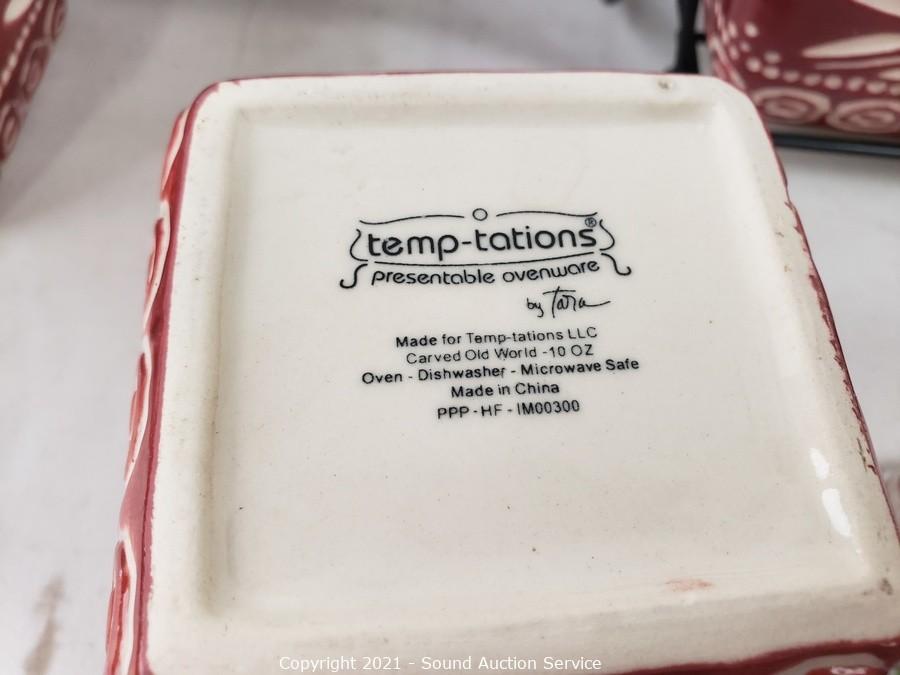 temp-tations®
presentable ovenware
by Tara
Made for Temp-tations LLC
Carved Old World -10 OZ
Oven - Dishwasher - Microwave Safe
Made in China
PPP - HF - IM00300
Copyright 2021 - Sound Auction Service